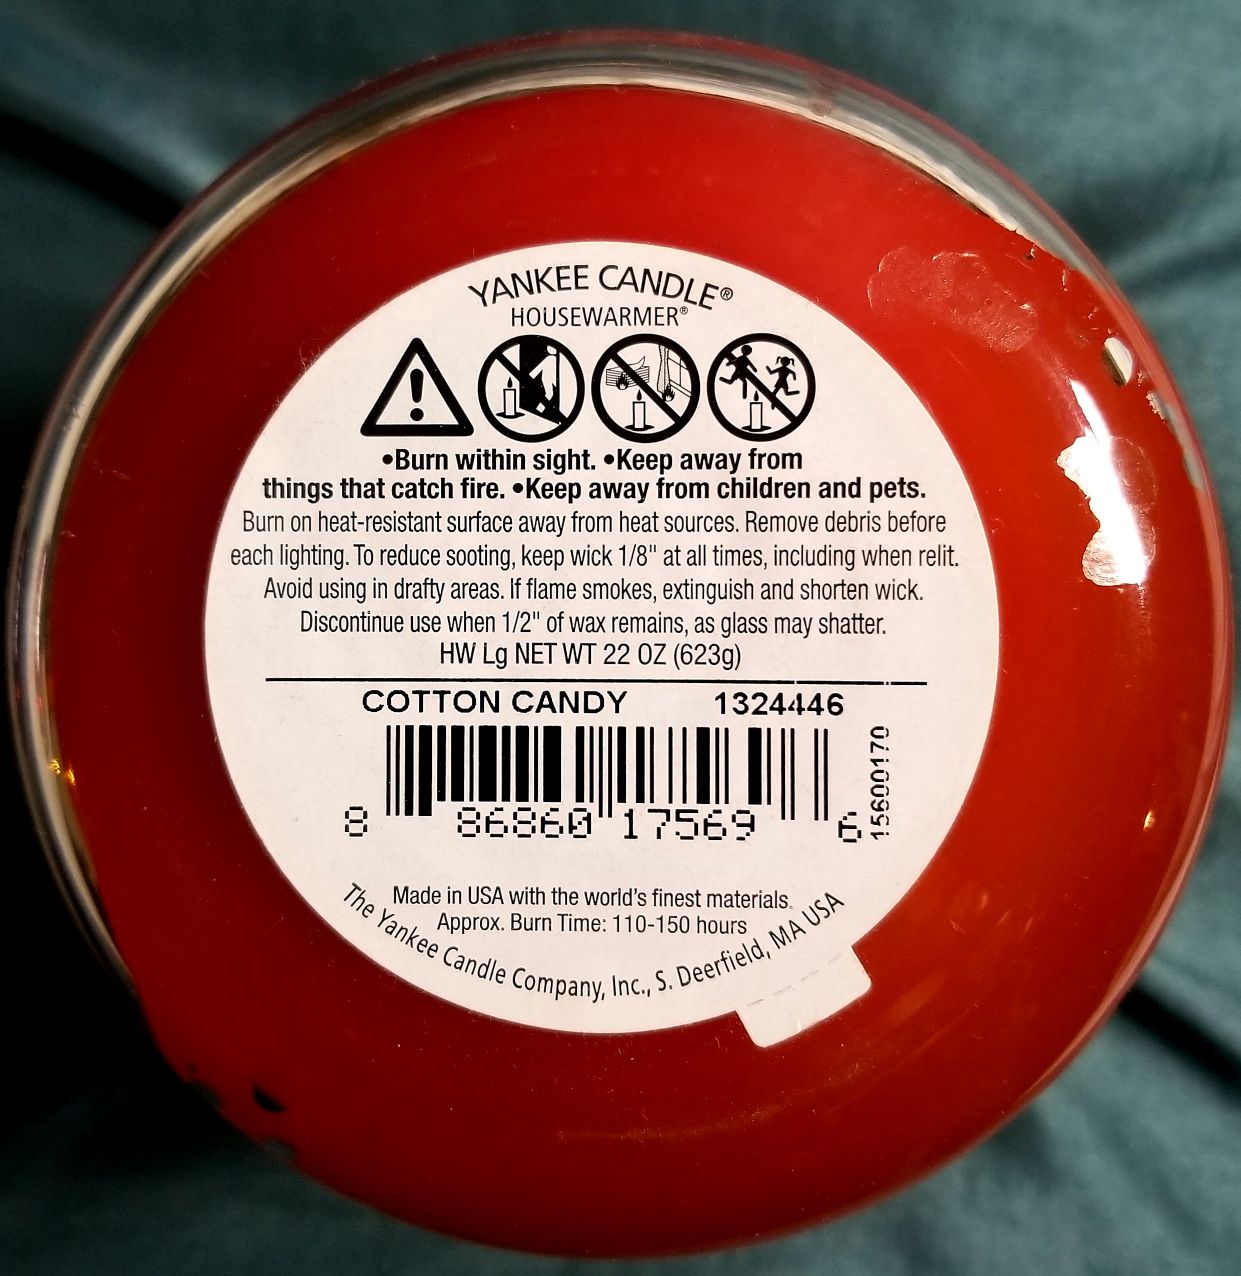 YANKEE CANDLE®
HOUSEWARMER®
•Burn within sight. •Keep away from
things that catch fire. •Keep away from children and pets.
Burn on heat-resistant surface away from heat sources. Remove debris before
each lighting. To reduce sooting, keep wick 1/8" at all times, including when relit.
Avoid using in drafty areas. If flame smokes, extinguish and shorten wick.
Discontinue use when 1/2" of wax remains, as glass may shatter.
HW Lg NET WT 22 OZ (623g)
COTTON CANDY 1324446
8 86860 17569 6
15600170
Made in USA with the world's finest materials.
Approx. Burn Time: 110-150 hours
The Yankee Candle Company, Inc., S. Deerfield, MA USA